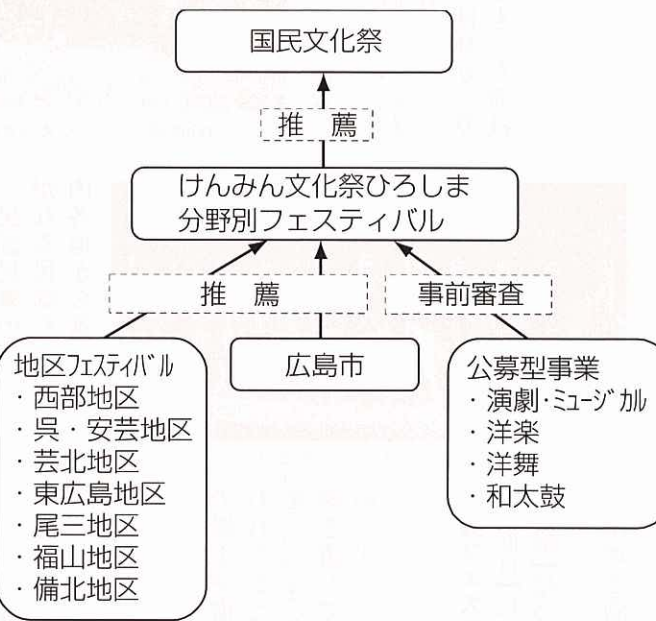 国民文化祭
推 薦
けんみん文化祭ひろしま
分野別フェスティバル
推 薦
事前審査
地区フェスティバル
・西部地区
・呉・安芸地区
・芸北地区
・東広島地区
・尾三地区
・福山地区
・備北地区
広島市
公募型事業
・演劇・ミュージカル
・洋楽
・洋舞
・和太鼓